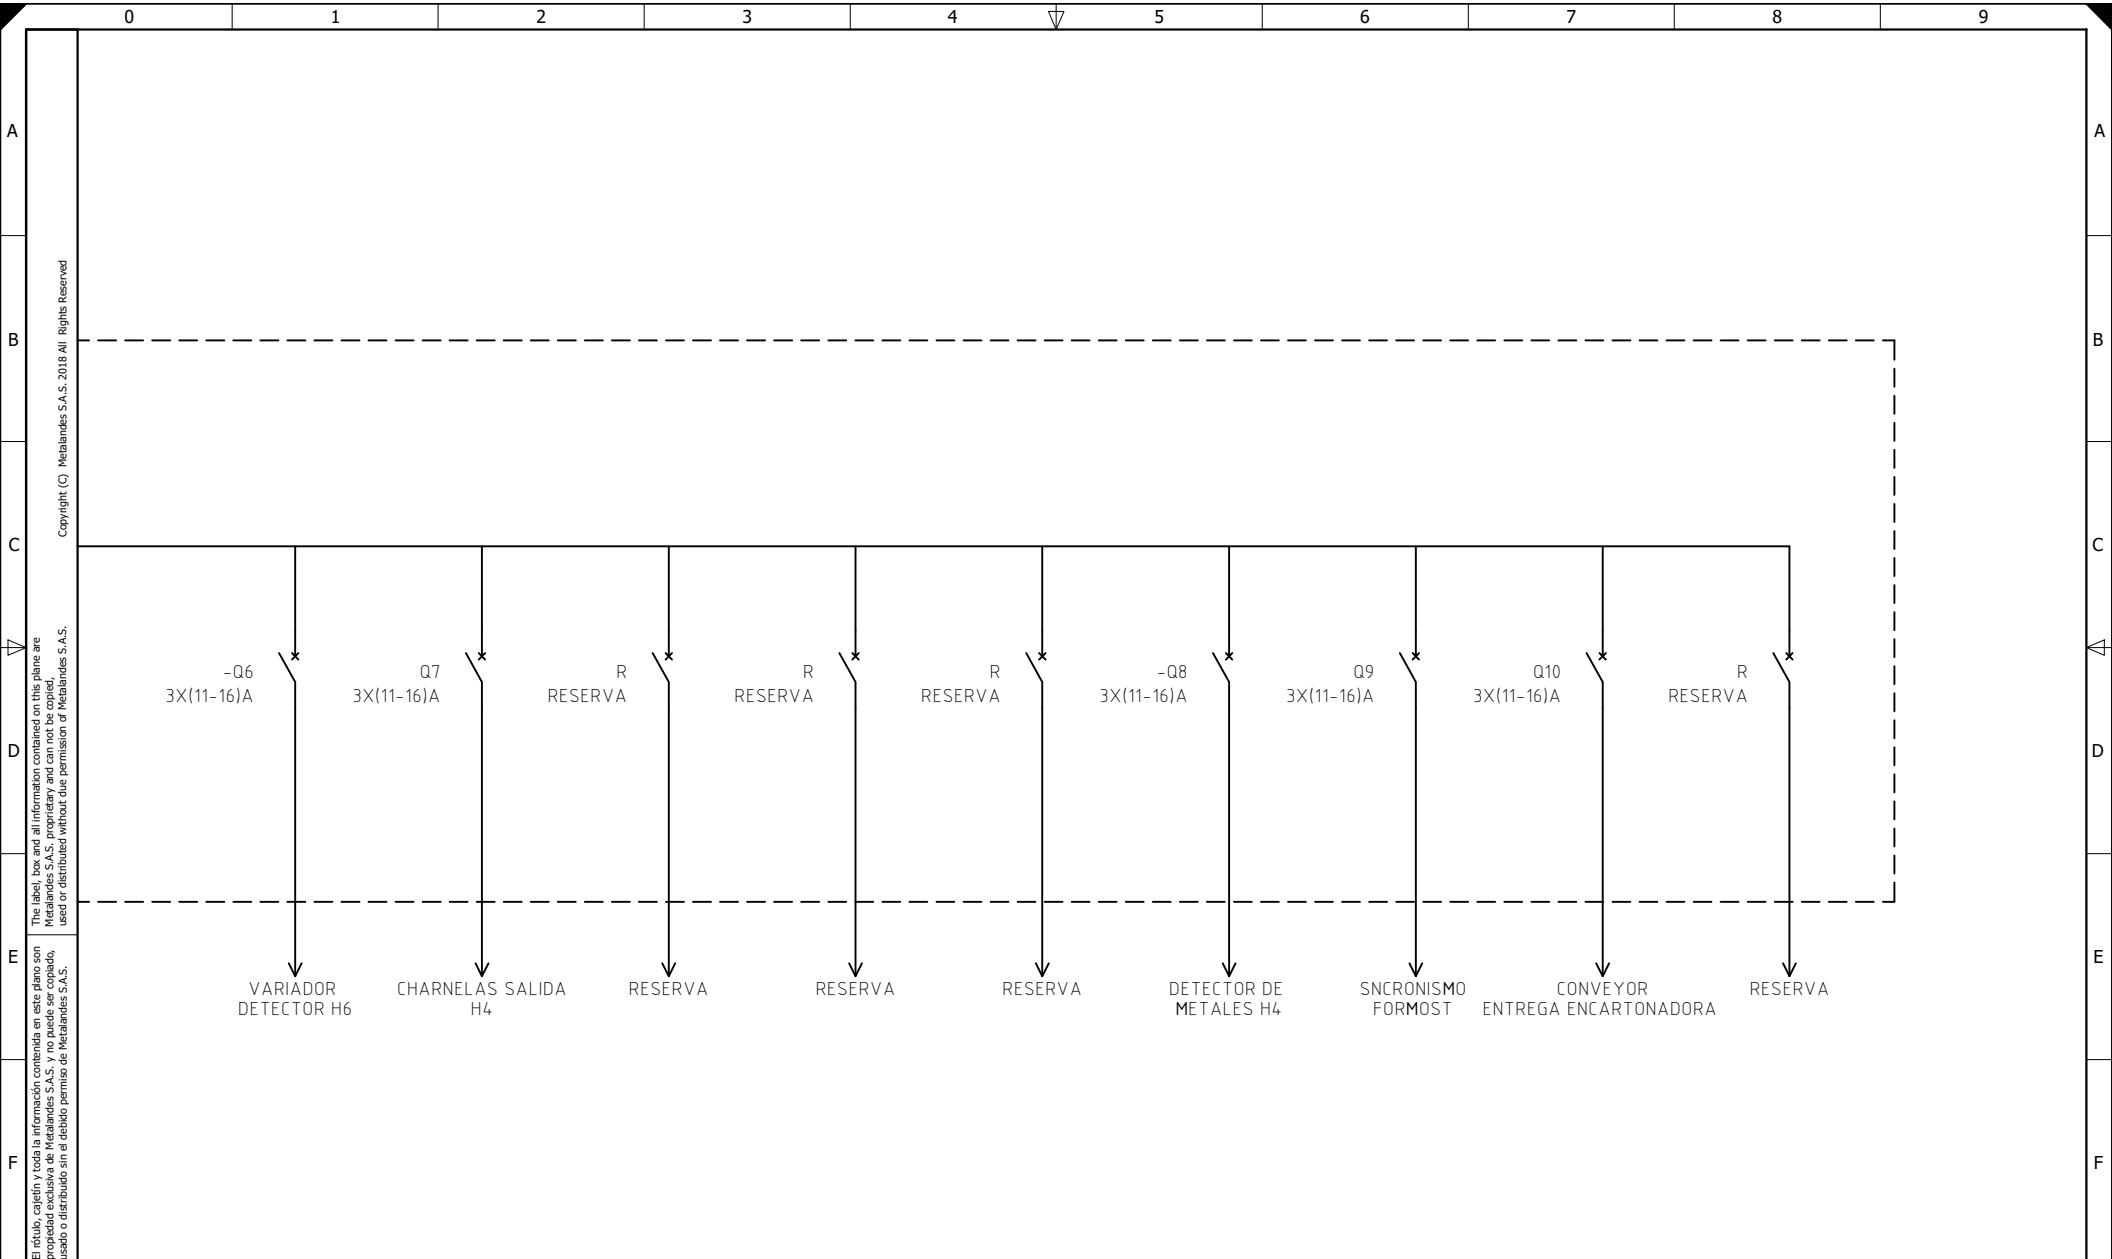 0 1 2 3 4 5 6 7 8 9
A A
B B
C C
D D
E E
F F
Copyright (C) Metalandes S.A.S. 2018 All Rights Reserved
The label, box and all information contained on this plane are
Metalandes S.A.S. proprietary and can not be copied,
used or distributed without due permission of Metalandes S.A.S.
El rótulo, cajetín y toda la información contenida en este plano son
propiedad exclusiva de Metalandes S.A.S. y no puede ser copiado,
usado o distribuido sin el debido permiso de Metalandes S.A.S.
-Q6
3X(11-16)A
Q7
3X(11-16)A
R
RESERVA
R
RESERVA
R
RESERVA
-Q8
3X(11-16)A
Q9
3X(11-16)A
Q10
3X(11-16)A
R
RESERVA
VARIADOR
DETECTOR H6
CHARNELAS SALIDA
H4
RESERVA
RESERVA
RESERVA
DETECTOR DE
METALES H4
SNCRONISMO
FORMOST
CONVEYOR
ENTREGA ENCARTONADORA
RESERVA